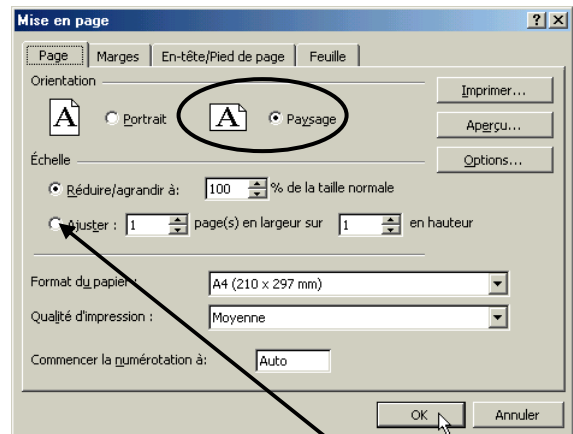 Mise en page
Page Marges En-tête/Pied de page Feuille
Orientation
Imprimer...
A Portrait A Paysage
Aperçu...
Échelle
Options...
Réduire/agrandir à: 100 % de la taille normale
Ajuster : 1 page(s) en largeur sur 1 en hauteur
Format du papier : A4 (210 x 297 mm)
Qualité d'impression : Moyenne
Commencer la numérotation à: Auto
OK Annuler